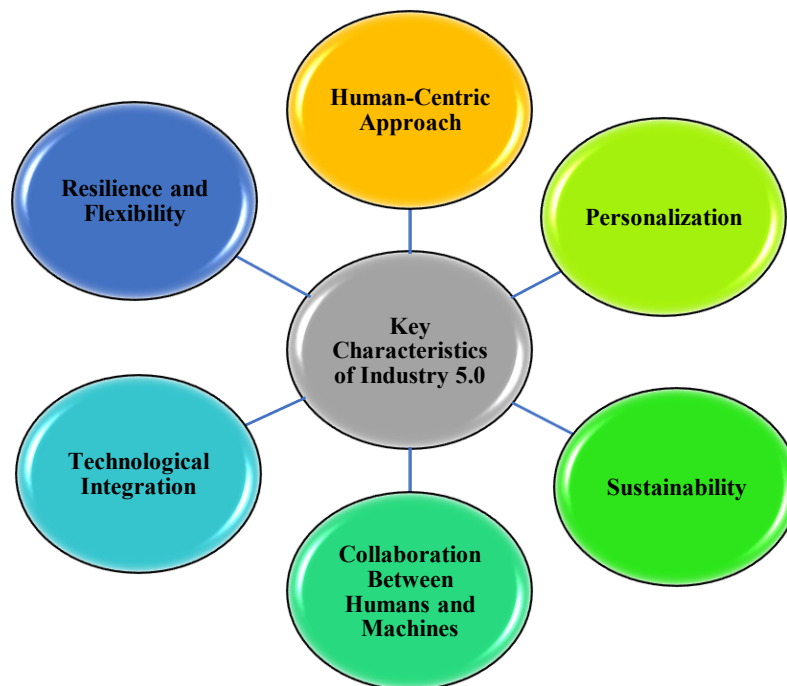 Human-Centric
Approach
Resilience and
Flexibility
Personalization
Key
Characteristics
of Industry 5.0
Technological
Integration
Sustainability
Collaboration
Between
Humans and
Machines